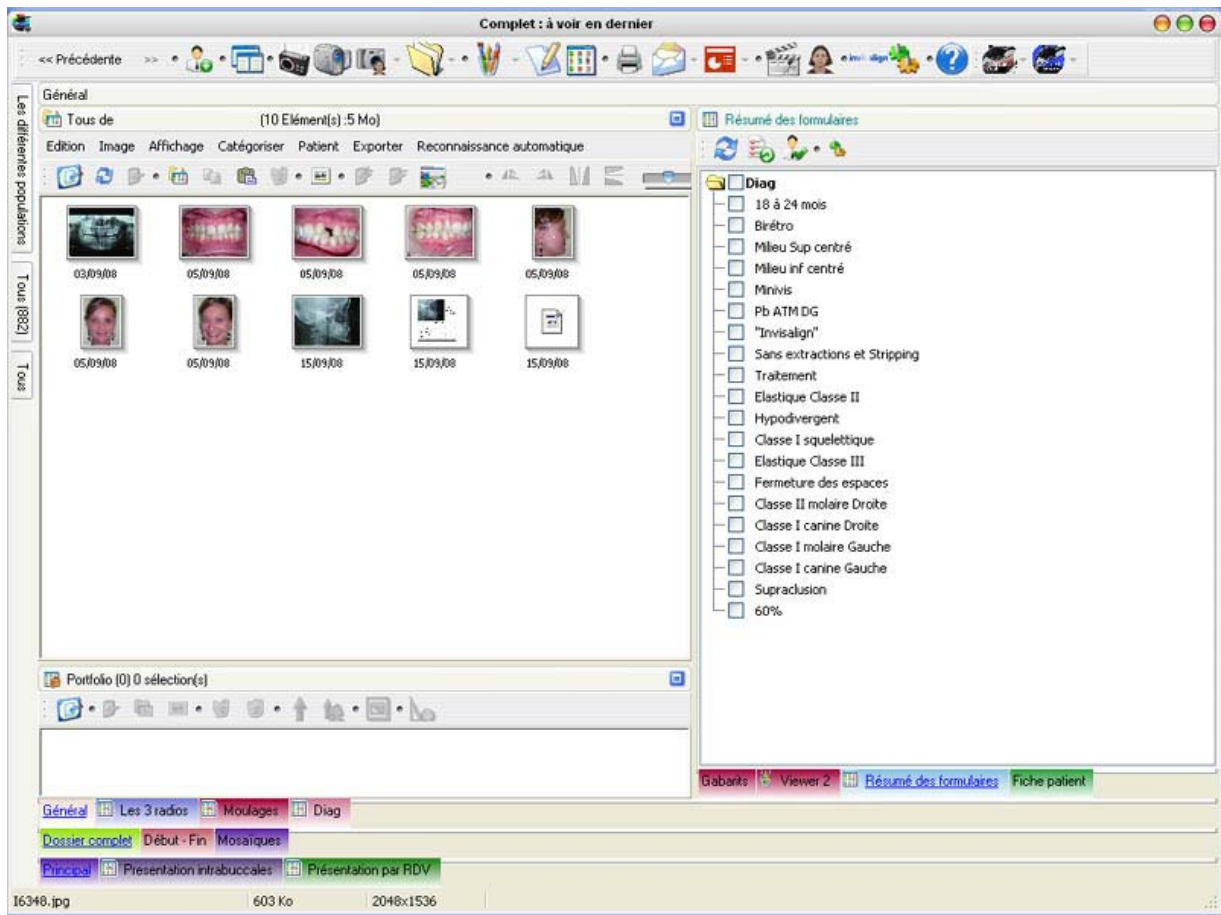 Complet : à voir en dernier
<< Précédente >>
Les différentes populations
Tous (882)
Tous
Général
Tous de (10 Elément(s) :5 Mo)
Edition Image Affichage Catégoriser Patient Exporter Reconnaissance automatique
03/09/08 05/09/08 05/09/08 05/09/08 05/09/08
05/09/08 05/09/08 15/09/08 15/09/08 15/09/08
Portfolio (0) 0 sélection(s)
Résumé des formulaires
Diag
18 à 24 mois
Birétro
Milieu Sup centré
Milieu inf centré
Minivis
Pb ATM DG
"Invisalign"
Sans extractions et Stripping
Traitement
Elastique Classe II
Hypodivergent
Classe I squelettique
Elastique Classe III
Fermeture des espaces
Classe II molaire Droite
Classe I canine Droite
Classe I molaire Gauche
Classe I canine Gauche
Supraclusion
60%
Gabarits Viewer 2 Résumé des formulaires Fiche patient
Général Les 3 radios Moulages Diag
Dossier complet Début - Fin Mosaïques
Principal Presentation intrabuccales Présentation par RDV
I6348.jpg 603 Ko 2048x1536